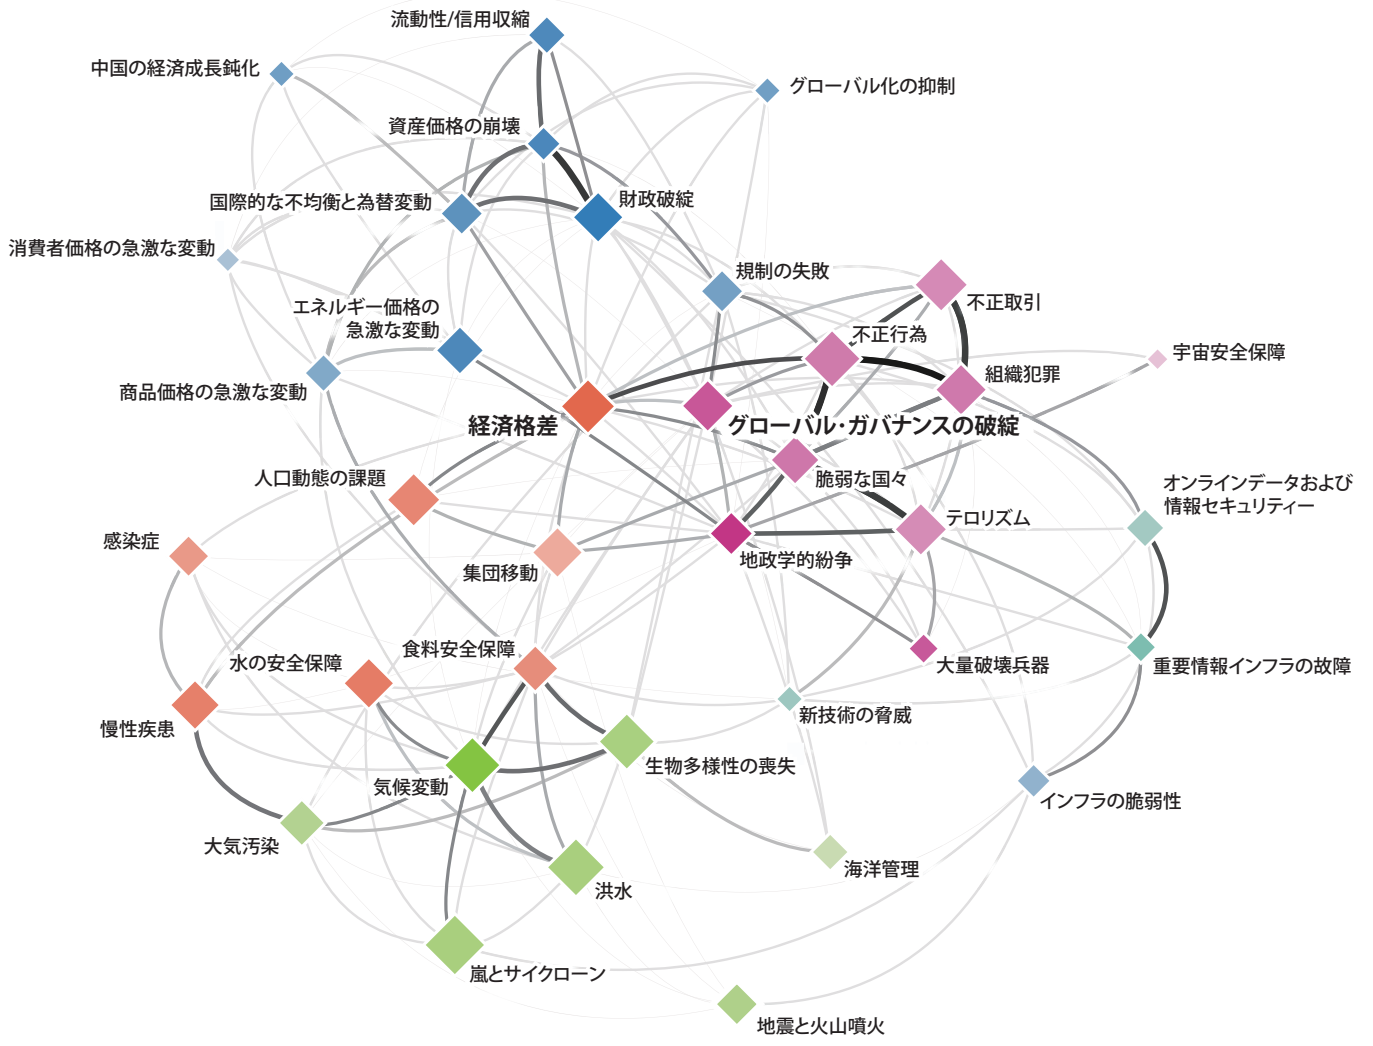 流動性/信用収縮
中国の経済成長鈍化
グローバル化の抑制
資産価格の崩壊
国際的な不均衡と為替変動
財政破綻
消費者価格の急激な変動
規制の失敗
エネルギー価格の
急激な変動
不正取引
不正行為
宇宙安全保障
組織犯罪
商品価格の急激な変動
経済格差
グローバル・ガバナンスの破綻
人口動態の課題
脆弱な国々
オンラインデータおよび
情報セキュリティー
テロリズム
感染症
集団移動
地政学的紛争
食料安全保障
水の安全保障
大量破壊兵器
重要情報インフラの故障
慢性疾患
新技術の脅威
生物多様性の喪失
気候変動
インフラの脆弱性
大気汚染
海洋管理
洪水
嵐とサイクローン
地震と火山噴火